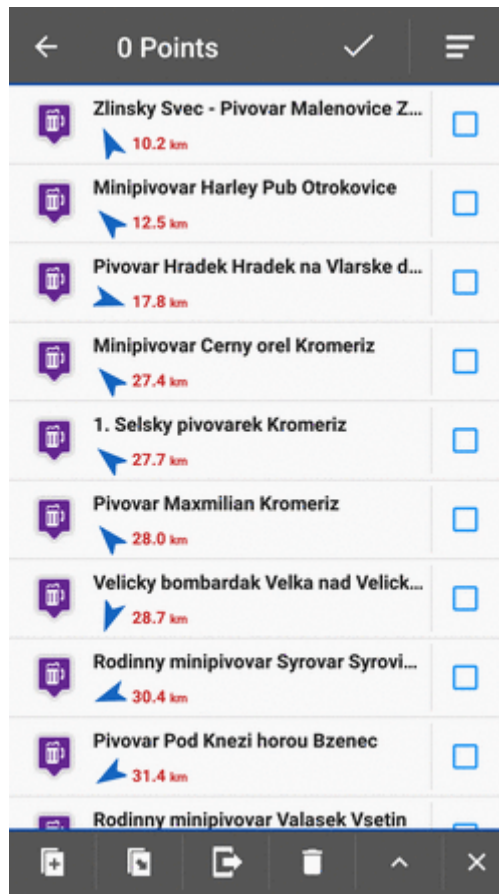 0 Points
Zlinsky Svec - Pivovar Malenovice Z...
10.2 km
Minipivovar Harley Pub Otrokovice
12.5 km
Pivovar Hradek Hradek na Vlarske d...
17.8 km
Minipivovar Cerny orel Kromeriz
27.4 km
1. Selsky pivovarek Kromeriz
27.7 km
Pivovar Maxmilian Kromeriz
28.0 km
Velicky bombardak Velka nad Velick...
28.7 km
Rodinny minipivovar Syrovar Syrovi...
30.4 km
Pivovar Pod Knezi horou Bzenec
31.4 km
Rodinny minipivovar Valasek Vsetin